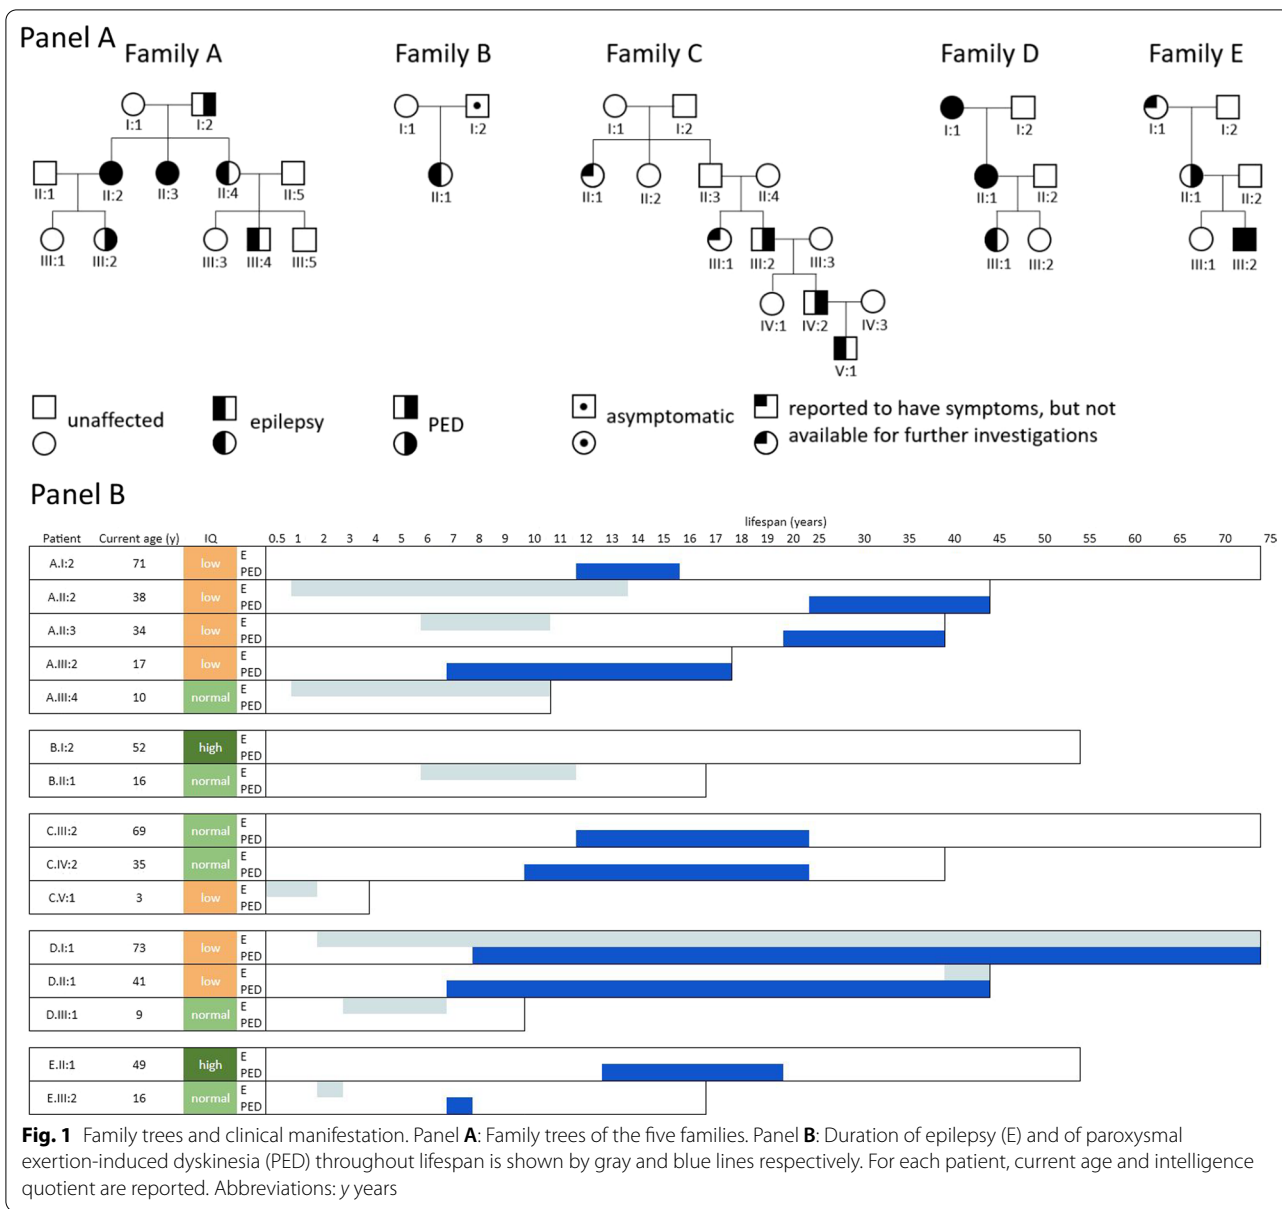 Panel A
Family A
Family B
Family C
Family D
Family E
I:1 I:2
II:1 II:2 II:3 II:4 II:5
III:1 III:2 III:3 III:4 III:5
I:1 I:2
II:1
I:1 I:2
II:1 II:2 II:3 II:4
III:1 III:2 III:3
IV:1 IV:2 IV:3
V:1
I:1 I:2
II:1 II:2
III:1 III:2
I:1 I:2
II:1 II:2
III:1 III:2
unaffected
epilepsy
PED
asymptomatic
reported to have symptoms, but not
available for further investigations
Panel B
lifespan (years)
Patient Current age (y) IQ 0.5 1 2 3 4 5 6 7 8 9 10 11 12 13 14 15 16 17 18 19 20 25 30 35 40 45 50 55 60 65 70 75
A.I:2 71 low E PED
A.II:2 38 low E PED
A.II:3 34 low E PED
A.III:2 17 low E PED
A.III:4 10 normal E PED
B.I:2 52 high E PED
B.II:1 16 normal E PED
C.III:2 69 normal E PED
C.IV:2 35 normal E PED
C.V:1 3 low E PED
D.I:1 73 low E PED
D.II:1 41 low E PED
D.III:1 9 normal E PED
E.II:1 49 high E PED
E.III:2 16 normal E PED
Fig. 1 Family trees and clinical manifestation. Panel A: Family trees of the five families. Panel B: Duration of epilepsy (E) and of paroxysmal
exertion-induced dyskinesia (PED) throughout lifespan is shown by gray and blue lines respectively. For each patient, current age and intelligence
quotient are reported. Abbreviations: y years